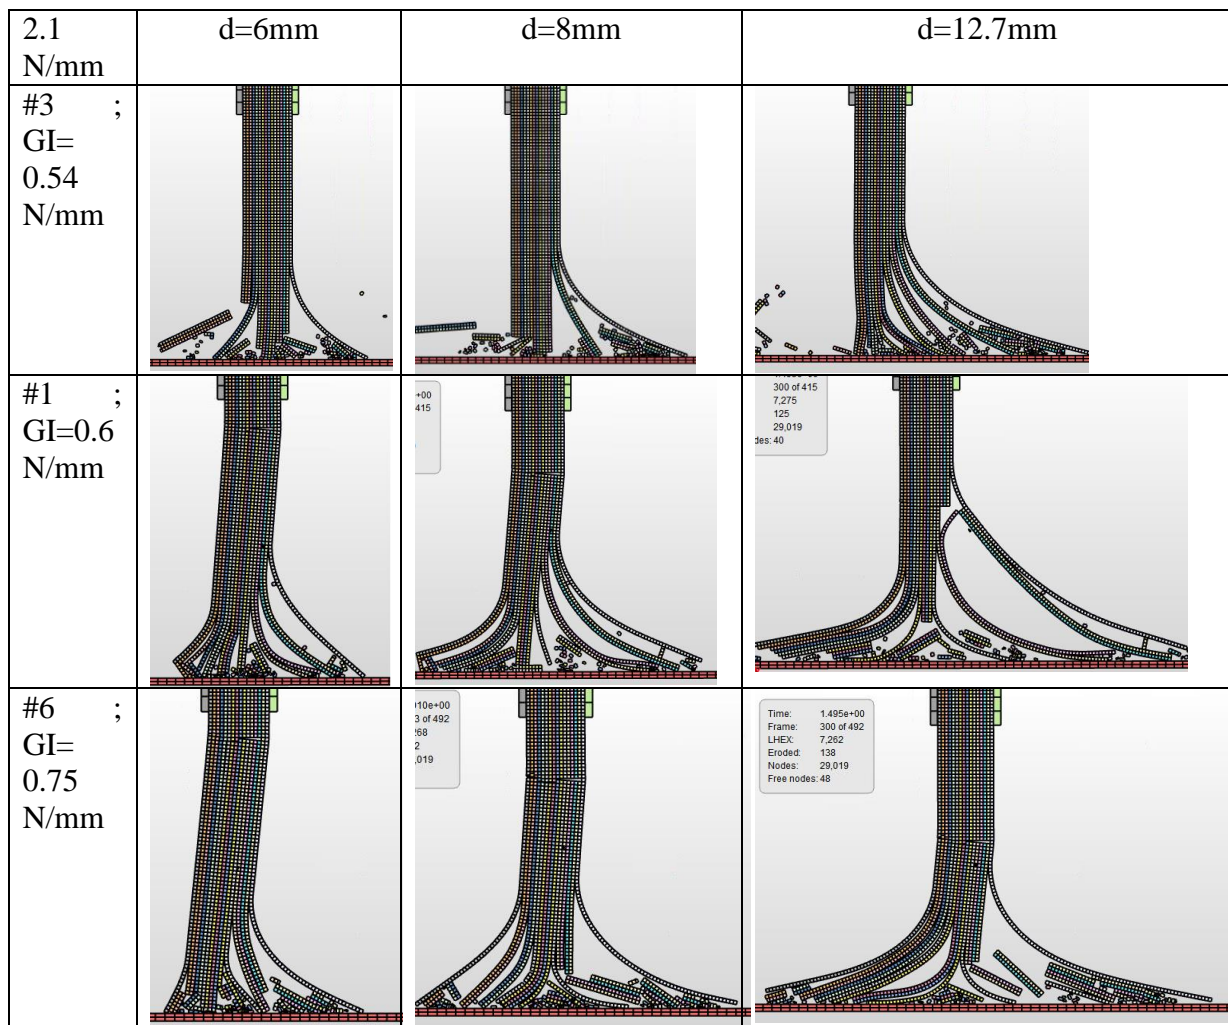 2.1
N/mm
d=6mm
d=8mm
d=12.7mm
#3 ;
GI=
0.54
N/mm
#1 ;
GI=0.6
N/mm
+00
415
300 of 415
7,275
125
29,019
des: 40
#6 ;
GI=
0.75
N/mm
010e+00
3 of 492
268
2
,019
Time: 1.495e+00
Frame: 300 of 492
LHEX: 7,262
Eroded: 138
Nodes: 29,019
Free nodes: 48